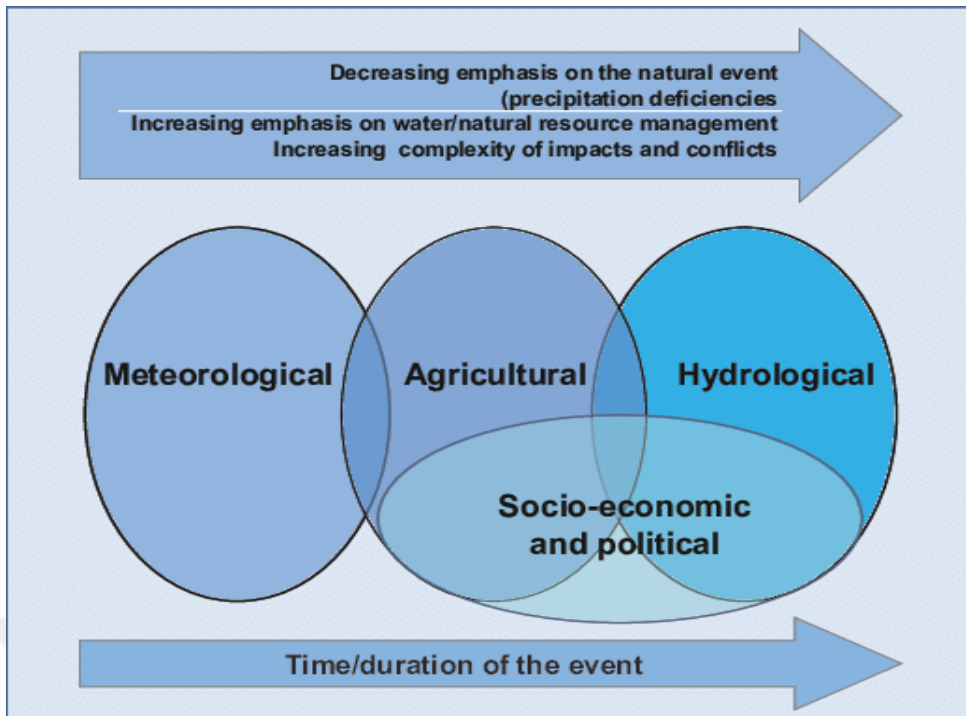 Decreasing emphasis on the natural event
(precipitation deficiencies
Increasing emphasis on water/natural resource management
Increasing complexity of impacts and conflicts
Meteorological
Agricultural
Hydrological
Socio-economic
and political
Time/duration of the event